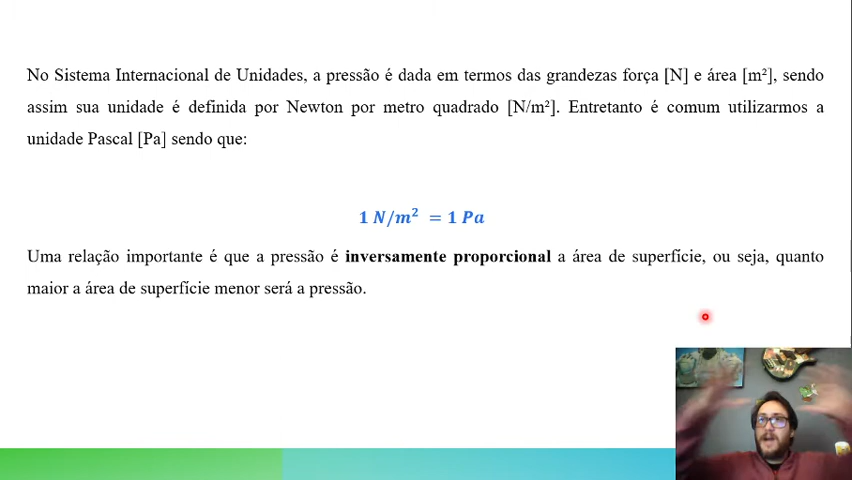 No Sistema Internacional de Unidades, a pressão é dada em termos das grandezas força [N] e área [m²], sendo
assim sua unidade é definida por Newton por metro quadrado [N/m²]. Entretanto é comum utilizarmos a
unidade Pascal [Pa] sendo que:
1 N/m² = 1 Pa
Uma relação importante é que a pressão é inversamente proporcional a área de superfície, ou seja, quanto
maior a área de superfície menor será a pressão.